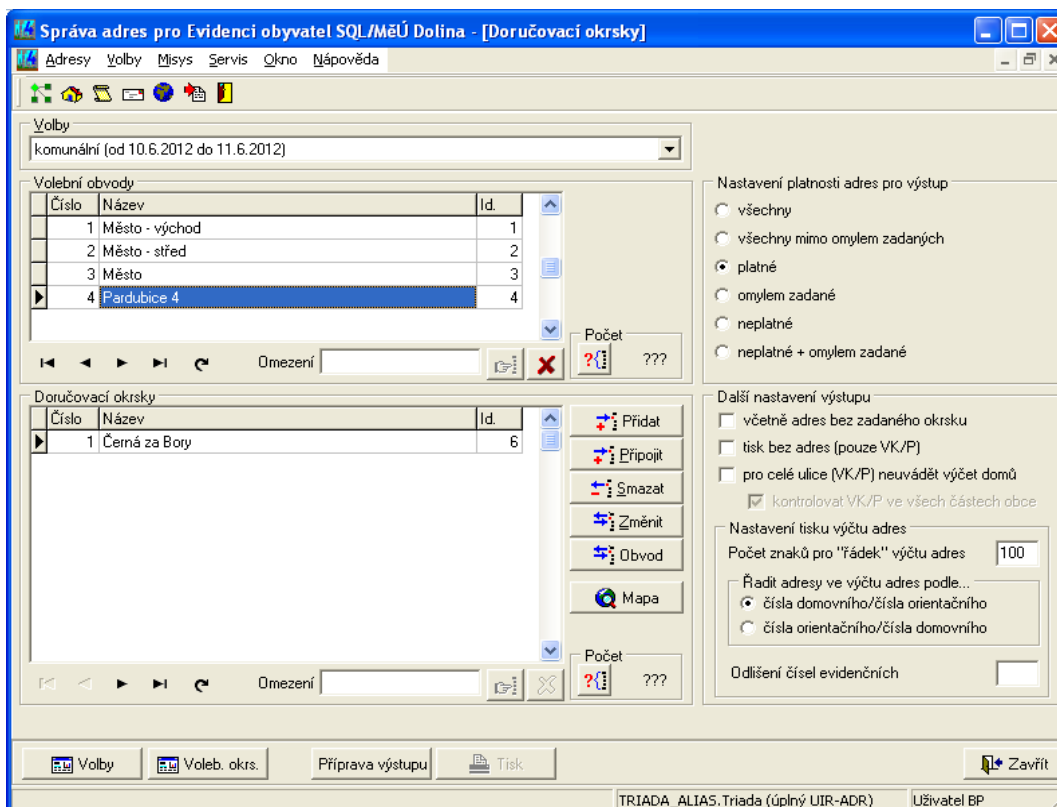 Správa adres pro Evidenci obyvatel SQL/MěÚ Dolina - [Doručovací okrsky]
Adresy Volby Misys Servis Okno Nápověda
Volby
komunální (od 10.6.2012 do 11.6.2012)
Volební obvody
Číslo Název Id.
1 Město - východ 1
2 Město - střed 2
3 Město 3
4 Pardubice 4 4
Omezení
Počet
???
Nastavení platnosti adres pro výstup
všechny
všechny mimo omylem zadaných
platné
omylem zadané
neplatné
neplatné + omylem zadané
Doručovací okrsky
Číslo Název Id.
1 Černá za Bory 6
Přidat
Připojit
Smazat
Změnit
Obvod
Mapa
Omezení
Počet
???
Další nastavení výstupu
včetně adres bez zadaného okrsku
tisk bez adres (pouze VK/P)
pro celé ulice (VK/P) neuvádět výčet domů
kontrolovat VK/P ve všech částech obce
Nastavení tisku výčtu adres
Počet znaků pro "řádek" výčtu adres 100
Řadit adresy ve výčtu adres podle...
čísla domovního/čísla orientačního
čísla orientačního/čísla domovního
Odlišení čísel evidenčních
Volby Voleb. okrs. Příprava výstupu Tisk Zavřít
TRIADA_ALIAS.Triada (úplný UIR-ADR) Uživatel BP